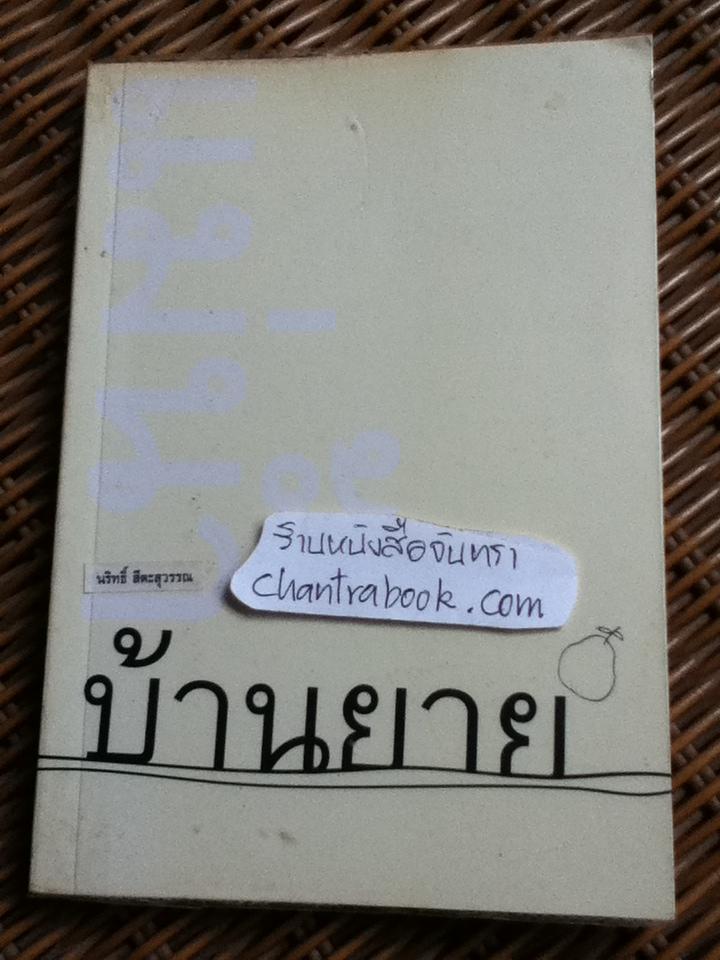 ร้านหนังสือจันทรา
chantrabook.com
นริทธิ์ สีตะสุวรรณ
บ้านยาย